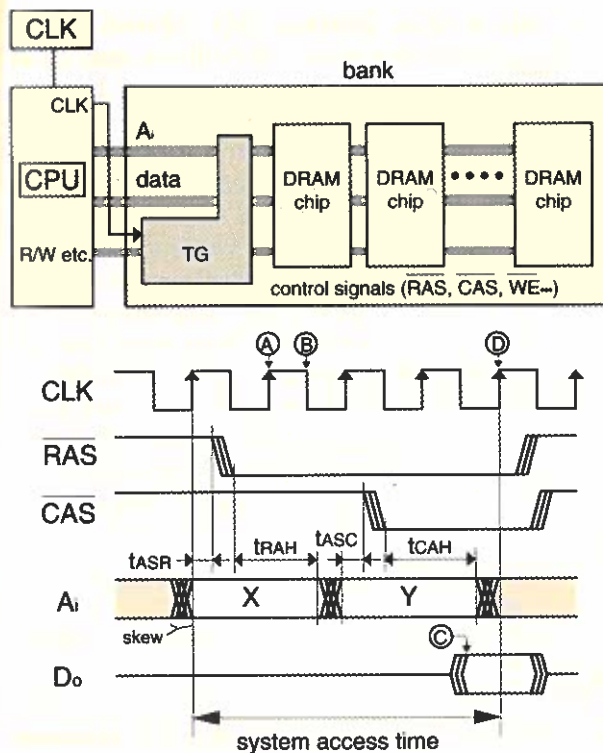 CLK
bank
CLK
Ai
CPU
data
DRAM chip
DRAM chip
DRAM chip
R/W etc.
TG
control signals (RAS, CAS, WE...)
A B D
CLK
RAS
CAS
tASR tRAH tASC tCAH
Ai X Y
skew
C
Do
system access time